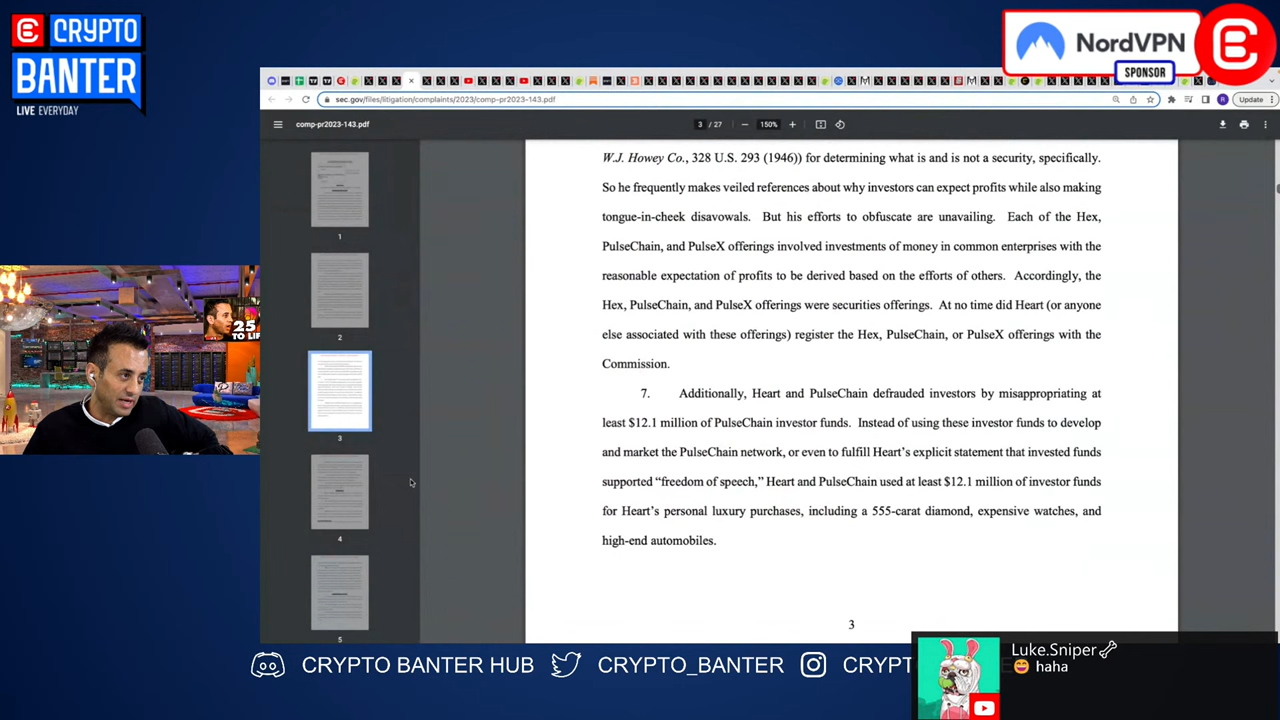 CRYPTO
BANTER
LIVE EVERYDAY
NordVPN
SPONSOR
sec.gov/files/litigation/complaints/2023/comp-pr2023-143.pdf
Update
comp-pr2023-143.pdf
3 / 27
150%
W.J. Howey Co., 328 U.S. 293 (1946)) for determining what is and is not a security, specifically.
So he frequently makes veiled references about why investors can expect profits while also making
tongue-in-cheek disavowals. But his efforts to obfuscate are unavailing. Each of the Hex,
PulseChain, and PulseX offerings involved investments of money in common enterprises with the
reasonable expectation of profits to be derived based on the efforts of others. Accordingly, the
Hex, PulseChain, and PulseX offerings were securities offerings. At no time did Heart (or anyone
else associated with these offerings) register the Hex, PulseChain, or PulseX offerings with the
Commission.
7. Additionally, Heart and PulseChain defrauded investors by misappropriating at
least $12.1 million of PulseChain investor funds. Instead of using these investor funds to develop
and market the PulseChain network, or even to fulfill Heart's explicit statement that invested funds
supported "freedom of speech," Heart and PulseChain used at least $12.1 million of investor funds
for Heart's personal luxury purchases, including a 555-carat diamond, expensive watches, and
high-end automobiles.
3
1
2
3
4
5
25
TO LIF
CRYPTO BANTER HUB
CRYPTO_BANTER
CRYPT
Luke.Sniper
haha